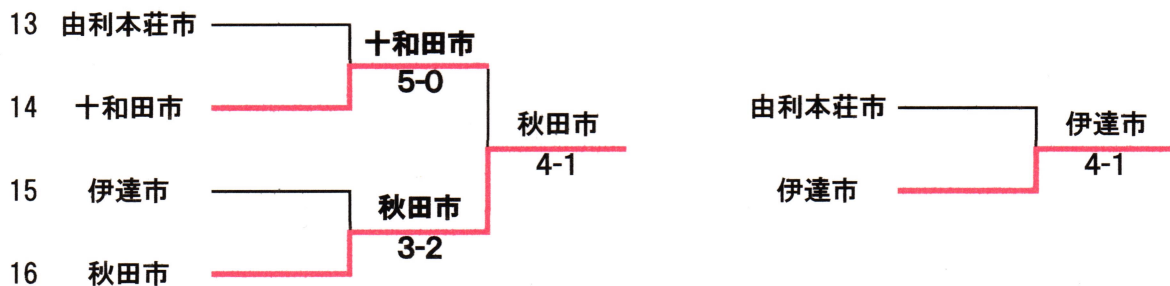 13 由利本荘市
十和田市
5-0
14 十和田市
秋田市
4-1
15 伊達市
秋田市
3-2
16 秋田市
由利本荘市
伊達市
4-1
伊達市